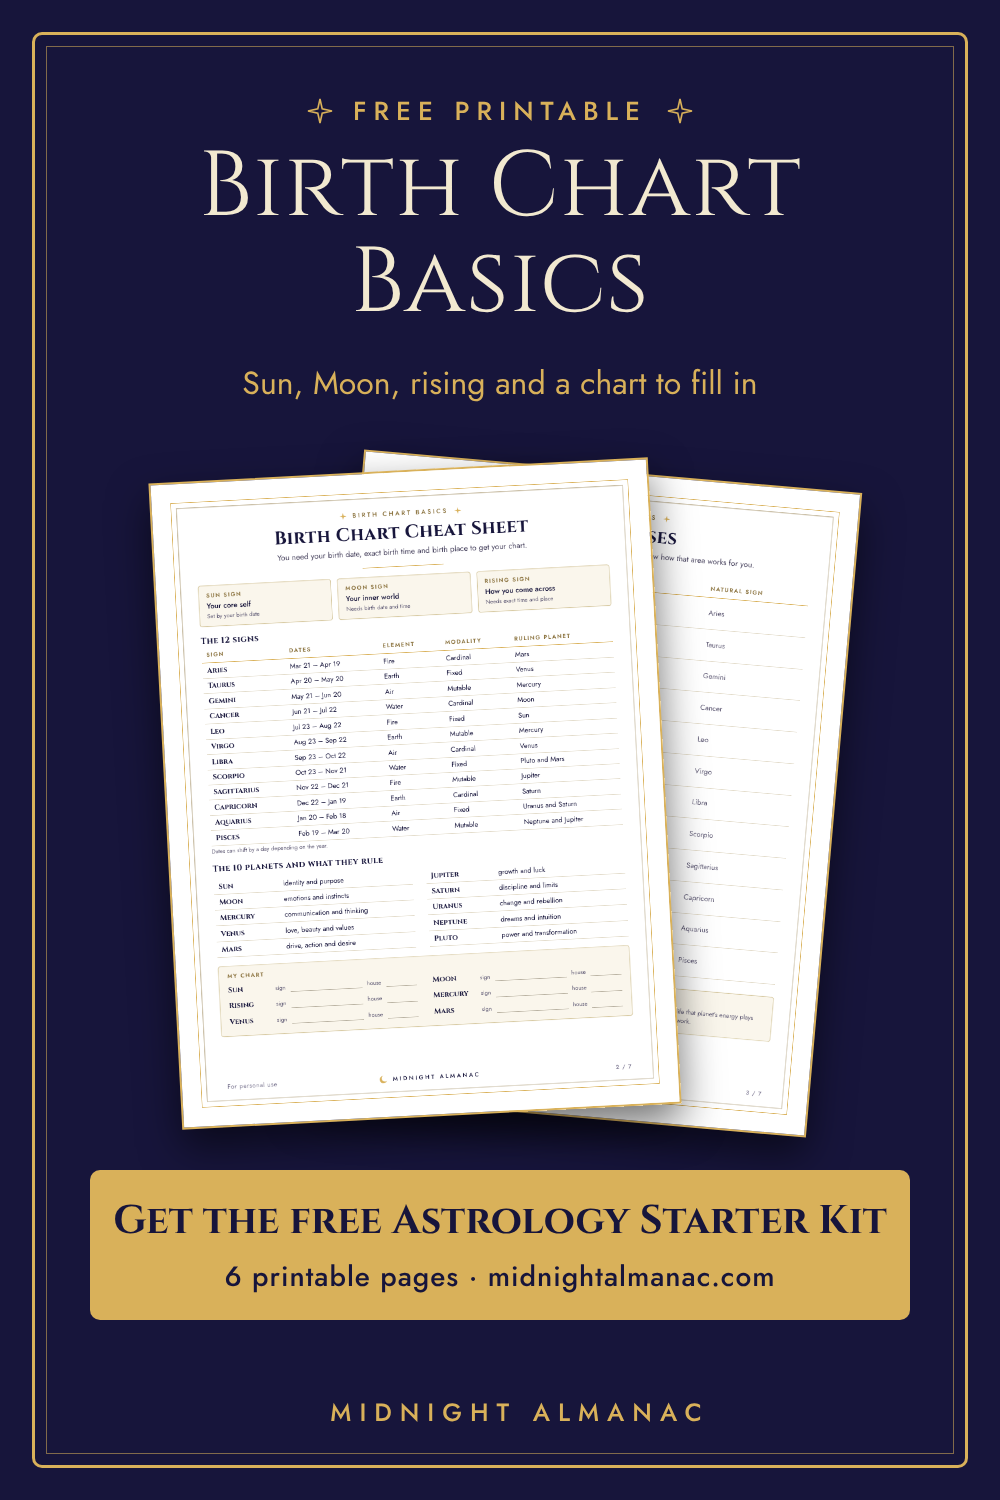 FREE PRINTABLE
BIRTH CHART
BASICS
Sun, Moon, rising and a chart to fill in
BIRTH CHART BASICS
BIRTH CHART CHEAT SHEET
You need your birth date, exact birth time and birth place to get your chart.
SUN SIGN
Your core self
Set by your birth date
MOON SIGN
Your inner world
Needs birth date and time
RISING SIGN
How you come across
Needs exact time and place
THE 12 SIGNS
SIGN DATES ELEMENT MODALITY RULING PLANET
ARIES Mar 21 – Apr 19 Fire Cardinal Mars
TAURUS Apr 20 – May 20 Earth Fixed Venus
GEMINI May 21 – Jun 20 Air Mutable Mercury
CANCER Jun 21 – Jul 22 Water Cardinal Moon
LEO Jul 23 – Aug 22 Fire Fixed Sun
VIRGO Aug 23 – Sep 22 Earth Mutable Mercury
LIBRA Sep 23 – Oct 22 Air Cardinal Venus
SCORPIO Oct 23 – Nov 21 Water Fixed Pluto and Mars
SAGITTARIUS Nov 22 – Dec 21 Fire Mutable Jupiter
CAPRICORN Dec 22 – Jan 19 Earth Cardinal Saturn
AQUARIUS Jan 20 – Feb 18 Air Fixed Uranus and Saturn
PISCES Feb 19 – Mar 20 Water Mutable Neptune and Jupiter
Dates can shift by a day depending on the year.
THE 10 PLANETS AND WHAT THEY RULE
SUN identity and purpose
MOON emotions and instincts
MERCURY communication and thinking
VENUS love, beauty and values
MARS drive, action and desire
JUPITER growth and luck
SATURN discipline and limits
URANUS change and rebellion
NEPTUNE dreams and intuition
PLUTO power and transformation
MY CHART
SUN sign house
RISING sign house
VENUS sign house
MOON sign house
MERCURY sign house
MARS sign house
For personal use
MIDNIGHT ALMANAC
2 / 7
S
SES
w how that area works for you.
NATURAL SIGN
Aries
Taurus
Gemini
Cancer
Leo
Virgo
Libra
Scorpio
Sagittarius
Capricorn
Aquarius
Pisces
life that planet's energy plays
work.
3 / 7
GET THE FREE ASTROLOGY STARTER KIT
6 printable pages · midnightalmanac.com
MIDNIGHT ALMANAC